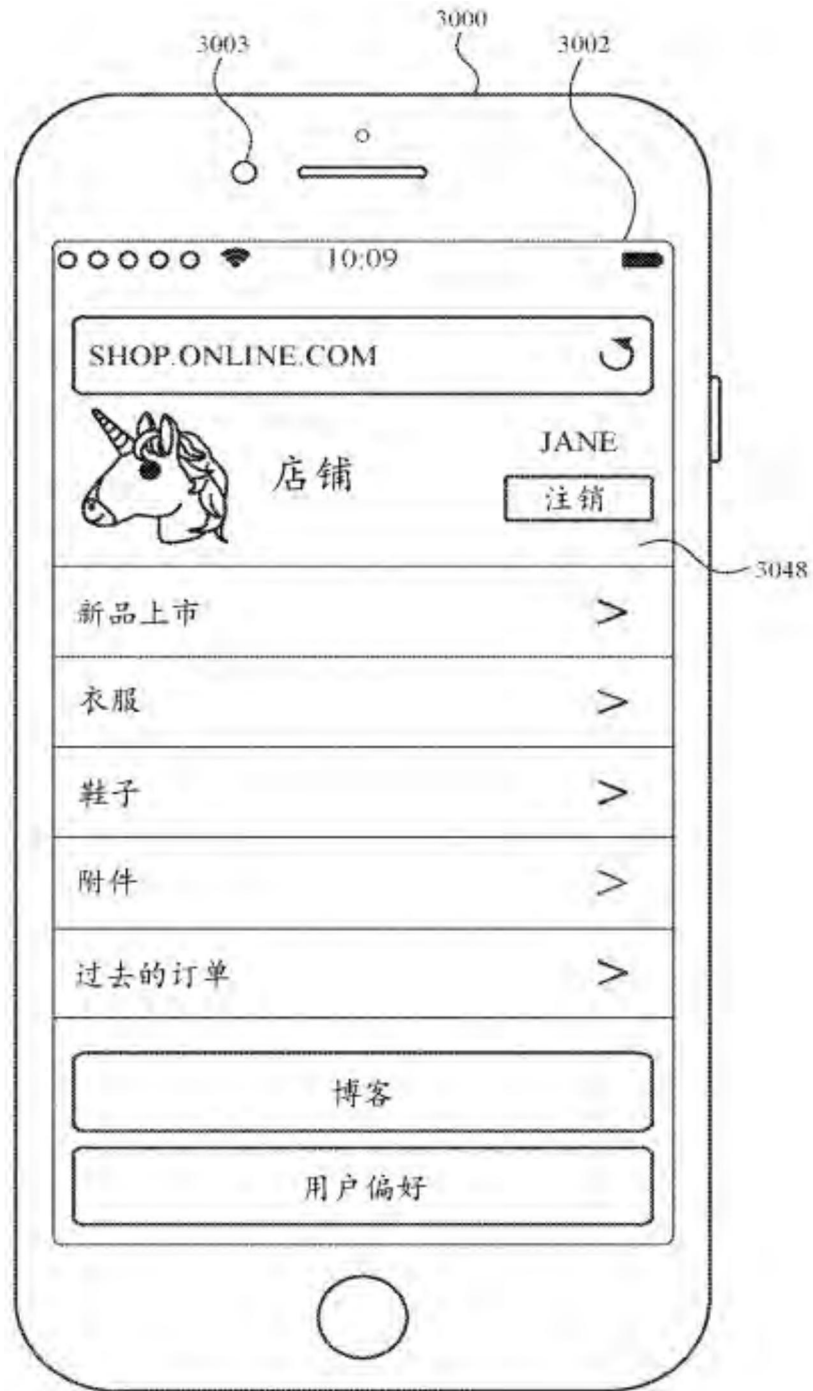 3000
3003
3002
10:09
SHOP.ONLINE.COM
JANE
店铺
注销
3048
新品上市 >
衣服 >
鞋子 >
附件 >
过去的订单 >
博客
用户偏好